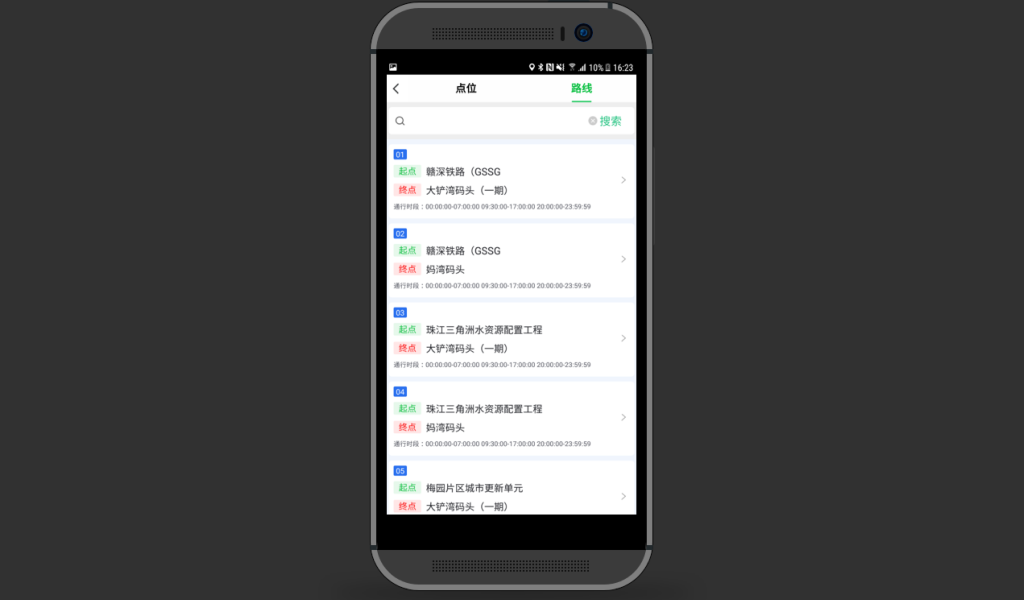 10% 16:23
点位 路线
搜索
01
起点 赣深铁路（GSSG
终点 大铲湾码头（一期）
通行时段：00:00:00-07:00:00 09:30:00-17:00:00 20:00:00-23:59:59
02
起点 赣深铁路（GSSG
终点 妈湾码头
通行时段：00:00:00-07:00:00 09:30:00-17:00:00 20:00:00-23:59:59
03
起点 珠江三角洲水资源配置工程
终点 大铲湾码头（一期）
通行时段：00:00:00-07:00:00 09:30:00-17:00:00 20:00:00-23:59:59
04
起点 珠江三角洲水资源配置工程
终点 妈湾码头
通行时段：00:00:00-07:00:00 09:30:00-17:00:00 20:00:00-23:59:59
05
起点 梅园片区城市更新单元
终点 大铲湾码头（一期）